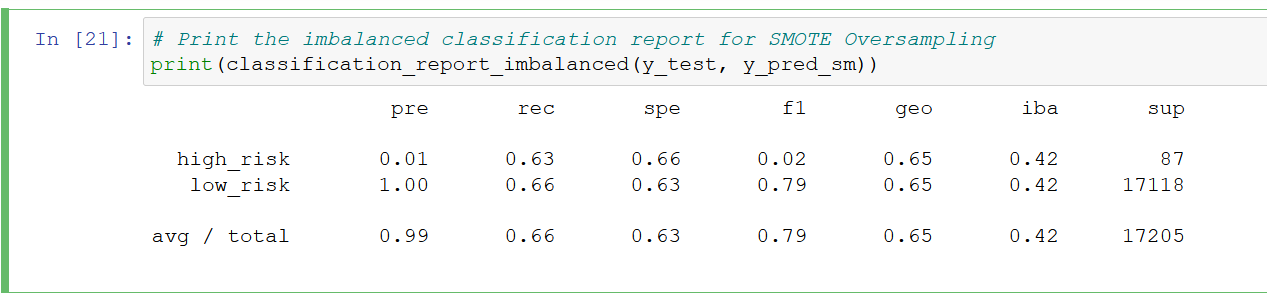 In [21]: # Print the imbalanced classification report for SMOTE Oversampling
print(classification_report_imbalanced(y_test, y_pred_sm))
pre rec spe f1 geo iba sup
high_risk 0.01 0.63 0.66 0.02 0.65 0.42 87
low_risk 1.00 0.66 0.63 0.79 0.65 0.42 17118
avg / total 0.99 0.66 0.63 0.79 0.65 0.42 17205